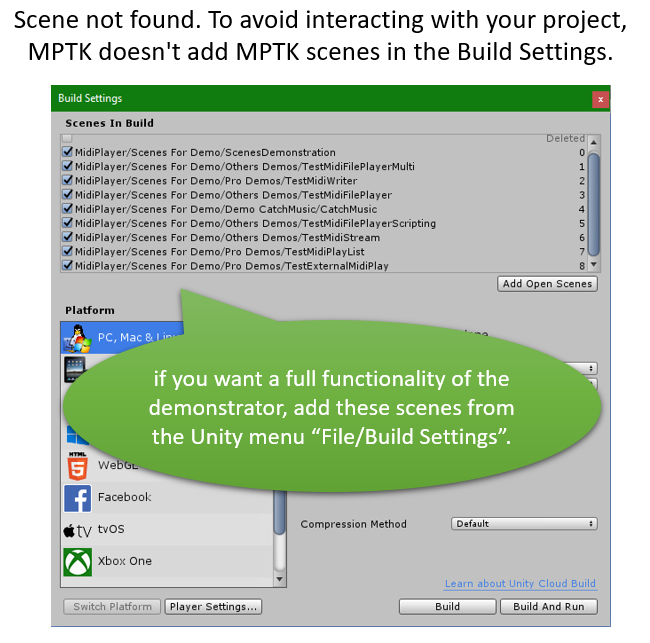 Scene not found. To avoid interacting with your project,
MPTK doesn't add MPTK scenes in the Build Settings.
Build Settings
x
Scenes In Build
Deleted
MidiPlayer/Scenes For Demo/ScenesDemonstration 0
MidiPlayer/Scenes For Demo/Others Demos/TestMidiFilePlayerMulti 1
MidiPlayer/Scenes For Demo/Pro Demos/TestMidiWriter 2
MidiPlayer/Scenes For Demo/Others Demos/TestMidiFilePlayer 3
MidiPlayer/Scenes For Demo/Demo CatchMusic/CatchMusic 4
MidiPlayer/Scenes For Demo/Others Demos/TestMidiFilePlayerScripting 5
MidiPlayer/Scenes For Demo/Others Demos/TestMidiStream 6
MidiPlayer/Scenes For Demo/Pro Demos/TestMidiPlayList 7
MidiPlayer/Scenes For Demo/Pro Demos/TestExternalMidiPlay 8
Add Open Scenes
Platform
PC, Mac &
if you want a full functionality of the
demonstrator, add these scenes from
the Unity menu “File/Build Settings”.
HTML
5
Facebook
tv tvOS
Xbox One
Compression Method Default
Learn about Unity Cloud Build
Switch Platform Player Settings... Build Build And Run